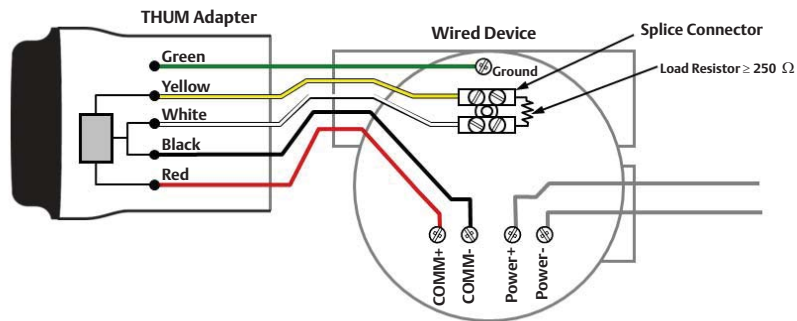 THUM Adapter
Wired Device
Splice Connector
Green
Ground
Load Resistor ≥ 250 Ω
Yellow
White
Black
Red
COMM+
COMM-
Power+
Power-